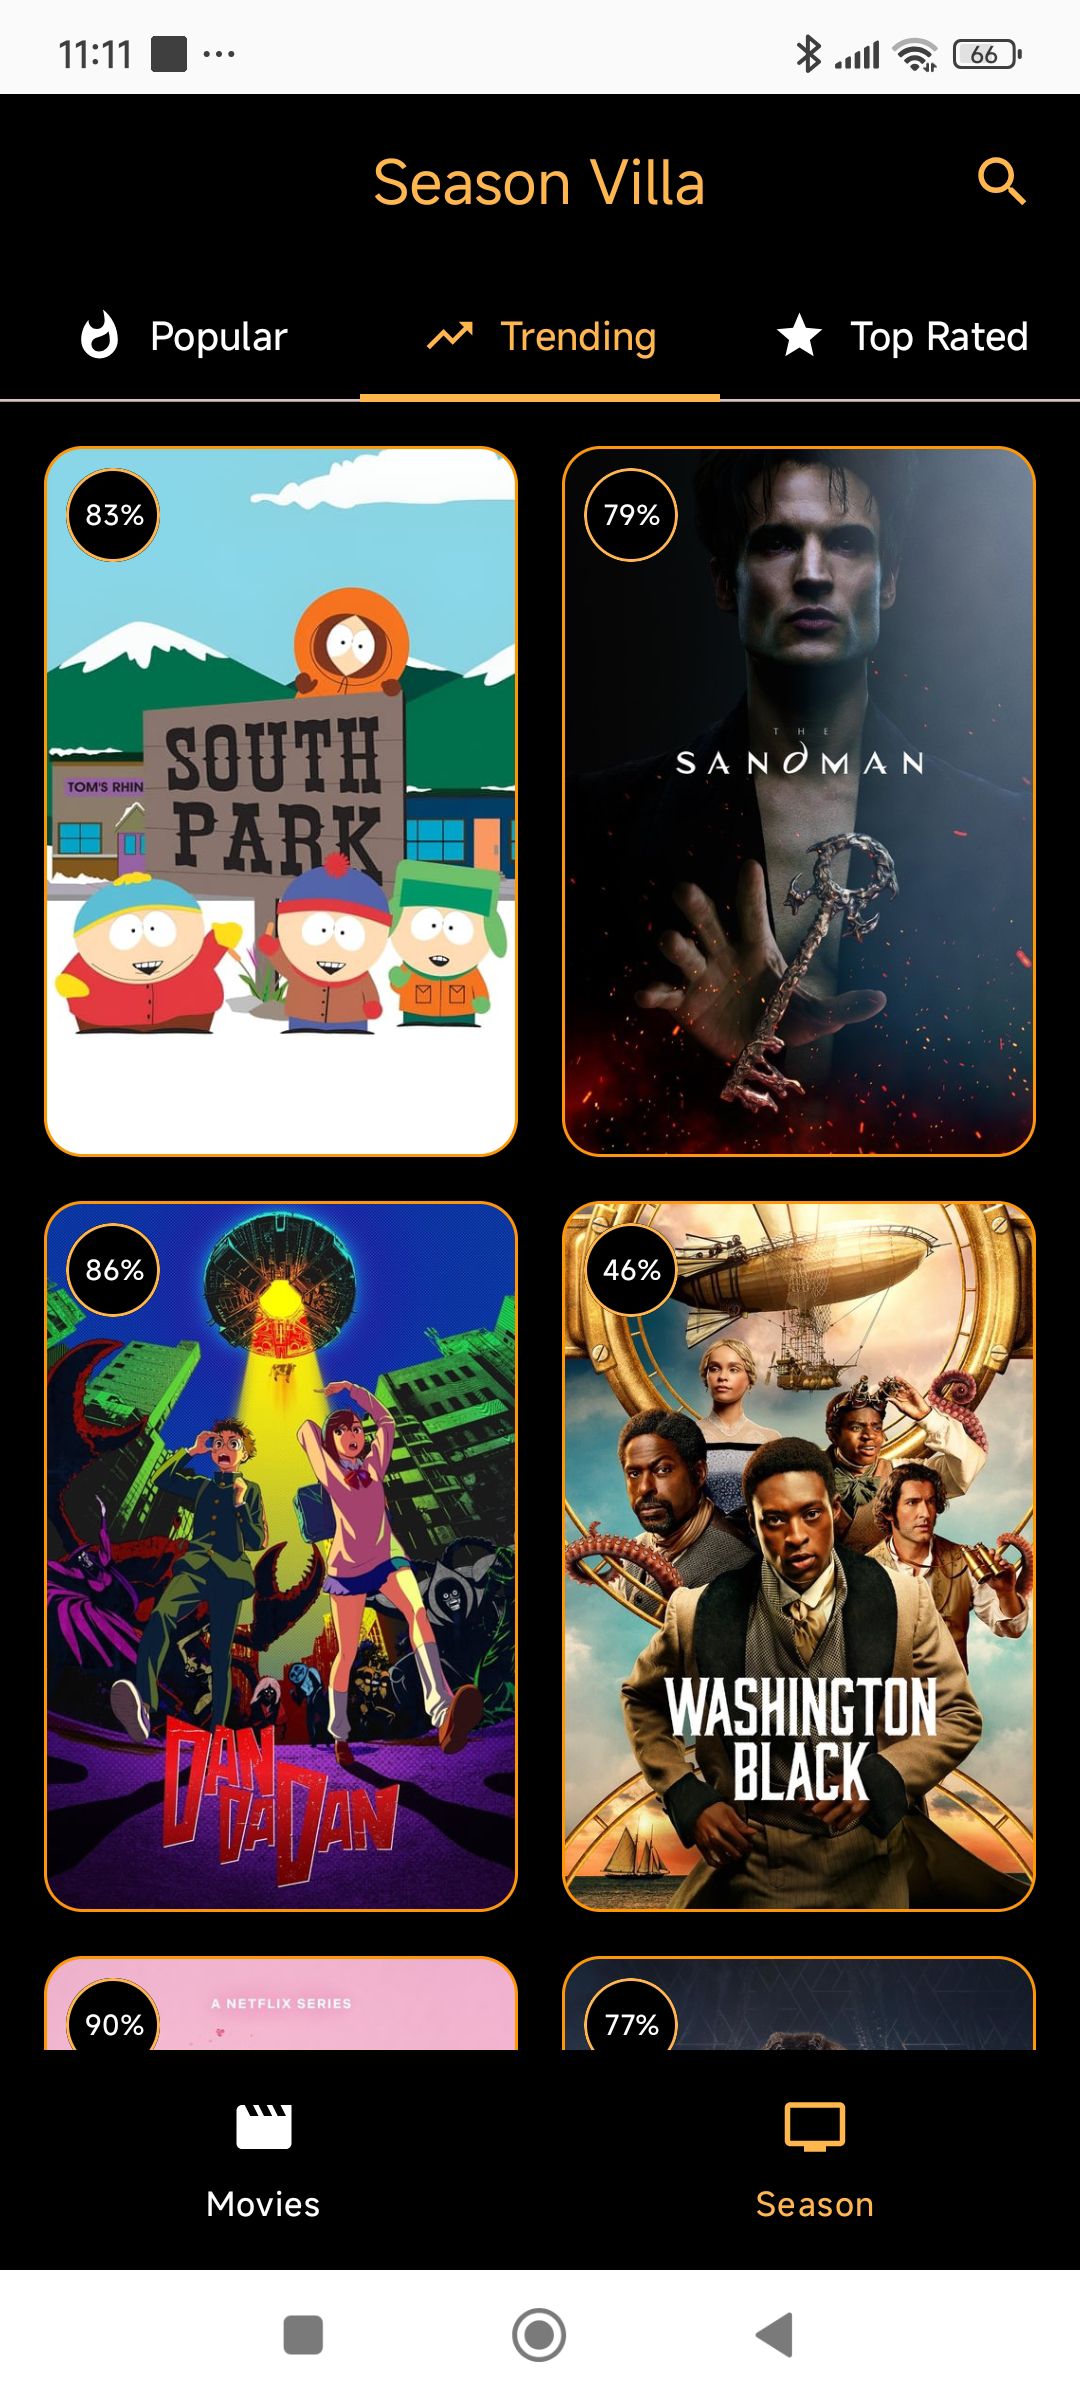 11:11
66
Season Villa
Popular
Trending
Top Rated
83%
79%
TOM'S RHIN
SOUTH
PARK
THE
SANDMAN
86%
46%
DAN
DA DAN
WASHINGTON
BLACK
90%
A NETFLIX SERIES
77%
Movies
Season